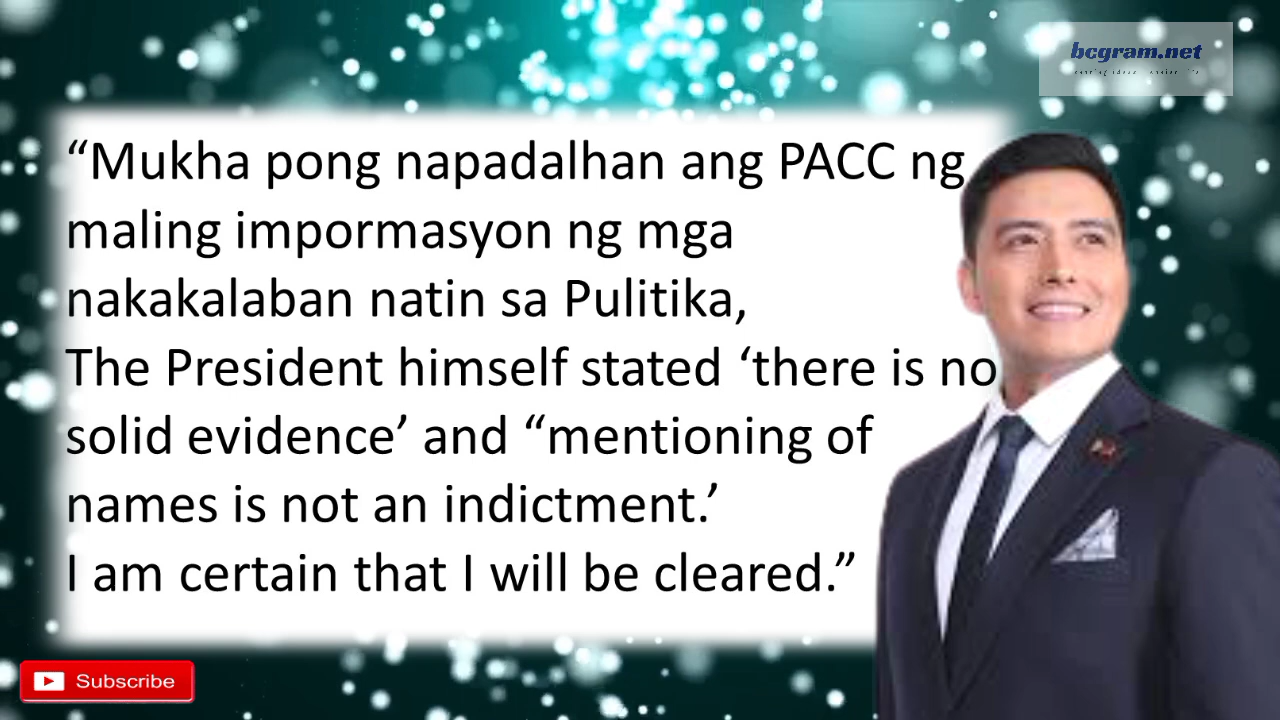 bcgram.net
“Mukha pong napadalhan ang PACC ng
maling impormasyon ng mga
nakakalaban natin sa Pulitika,
The President himself stated ‘there is no
solid evidence’ and “mentioning of
names is not an indictment.’
I am certain that I will be cleared.”
Subscribe